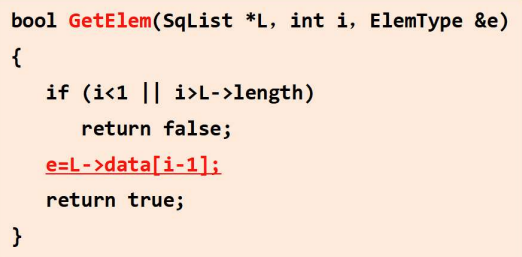 bool GetElem(SqList *L, int i, ElemType &e)
{
if (i<1 || i>L->length)
return false;
e=L->data[i-1];
return true;
}